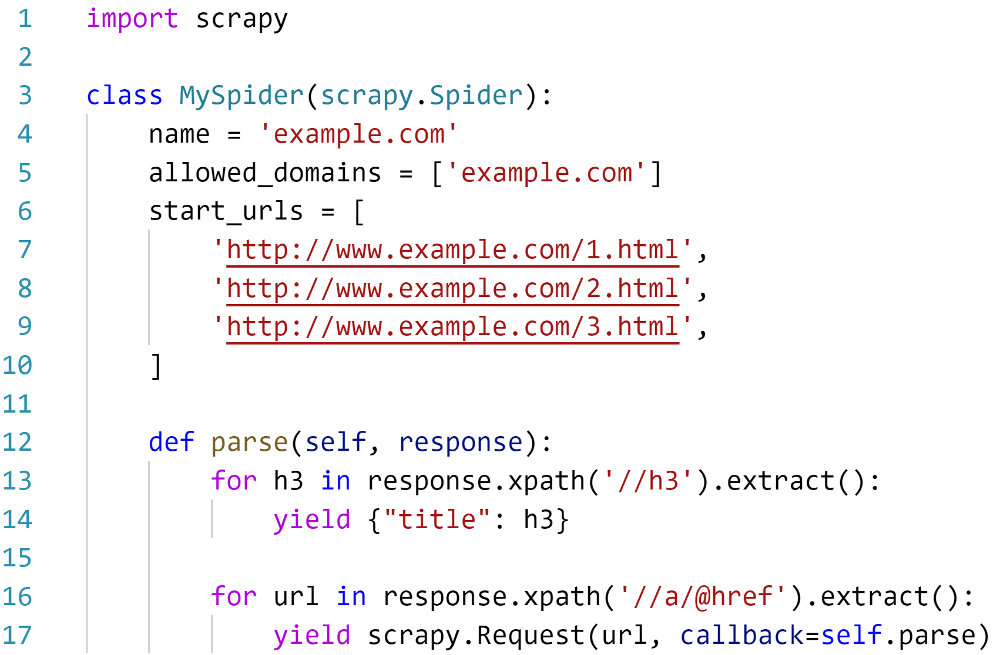 1 import scrapy
2
3 class MySpider(scrapy.Spider):
4     name = 'example.com'
5     allowed_domains = ['example.com']
6     start_urls = [
7         'http://www.example.com/1.html',
8         'http://www.example.com/2.html',
9         'http://www.example.com/3.html',
10     ]
11
12     def parse(self, response):
13         for h3 in response.xpath('//h3').extract():
14             yield {"title": h3}
15
16         for url in response.xpath('//a/@href').extract():
17             yield scrapy.Request(url, callback=self.parse)